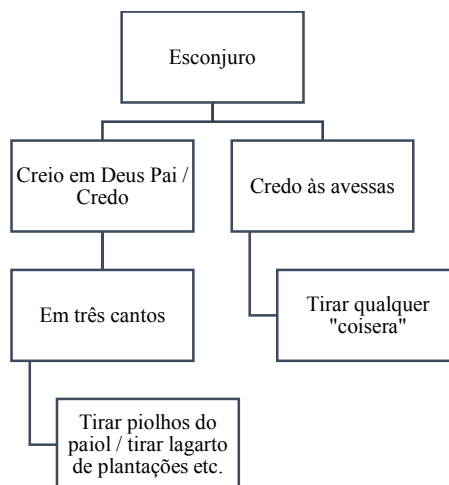 Esconjuro
Creio em Deus Pai /
Credo
Credo às avessas
Em três cantos
Tirar qualquer
"coisera"
Tirar piolhos do
paiol / tirar lagarto
de plantações etc.